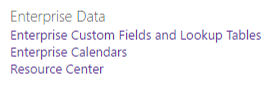 Enterprise Data
Enterprise Custom Fields and Lookup Tables
Enterprise Calendars
Resource Center